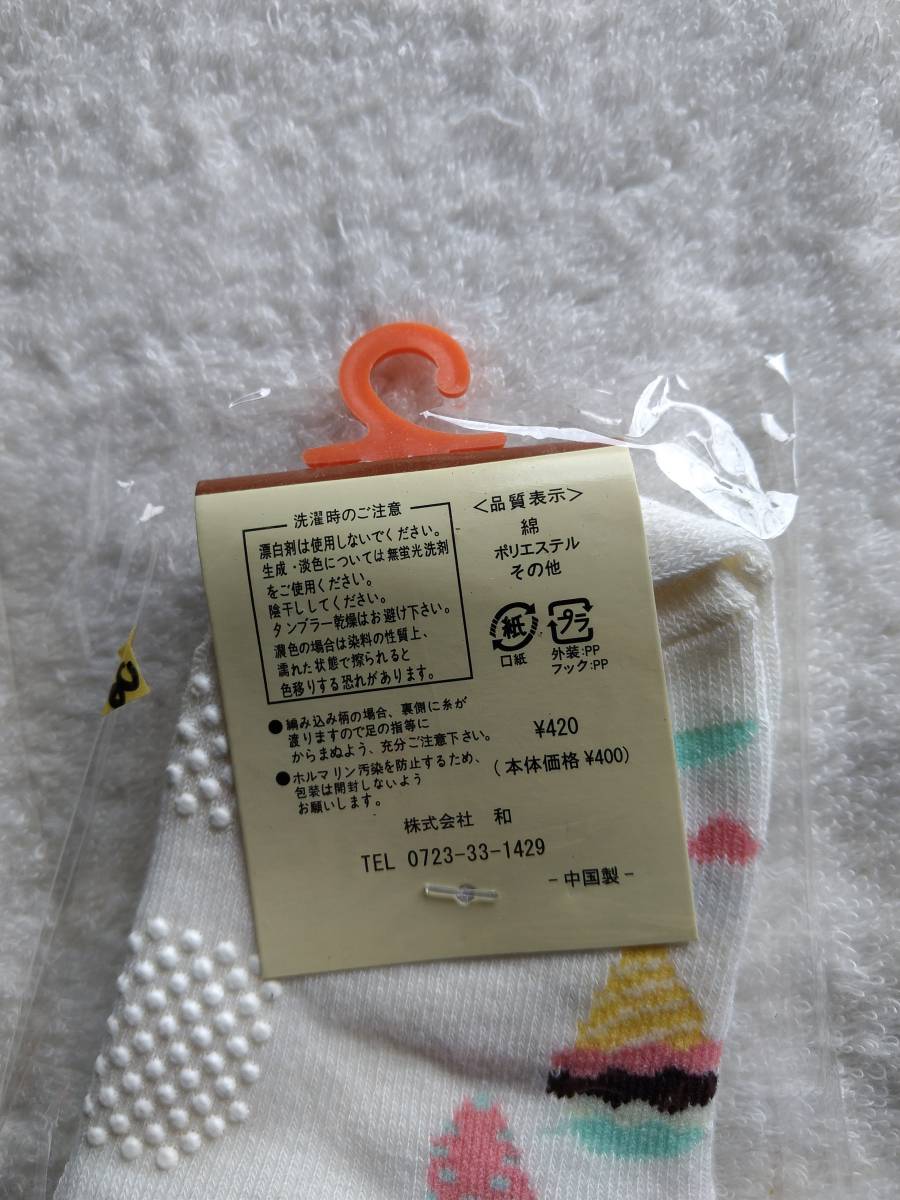 洗濯時のご注意
漂白剤は使用しないでください。
生成・淡色については無蛍光洗剤
をご使用ください。
陰干ししてください。
タンブラー乾燥はお避け下さい。
濃色の場合は染料の性質上、
濡れた状態で擦られると
色移りする恐れがあります。
●編み込み柄の場合、裏側に糸が
渡りますので足の指等に
からまぬよう、充分ご注意下さい。
●ホルマリン汚染を防止するため、
包装は開封しないよう
お願いします。
<品質表示>
綿
ポリエステル
その他
紙 プラ
口紙 外装:PP
フック:PP
¥420
(本体価格¥400)
株式会社 和
TEL 0723-33-1429
-中国製-